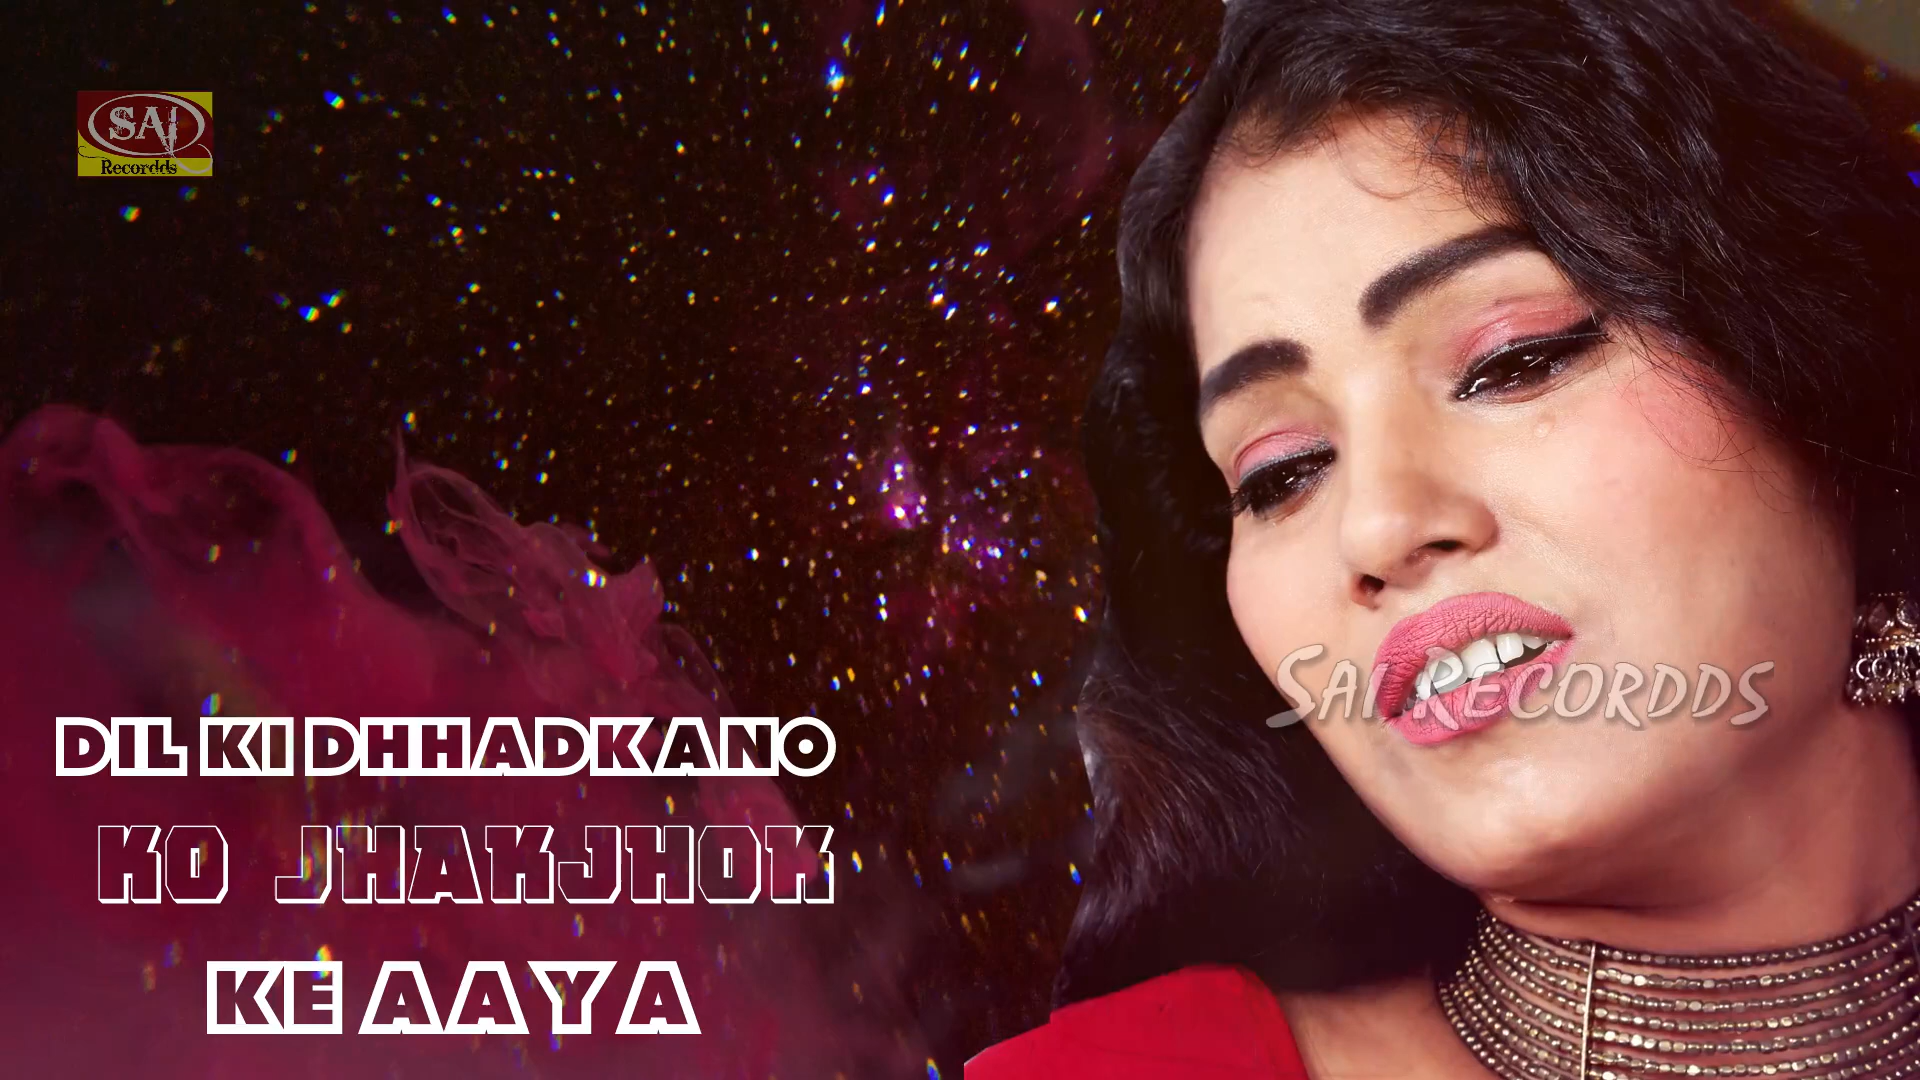 SAI
Recordds
Sai Recordds
DIL KI DHHADKANO
KO JHAKJHOK
KE AAYA